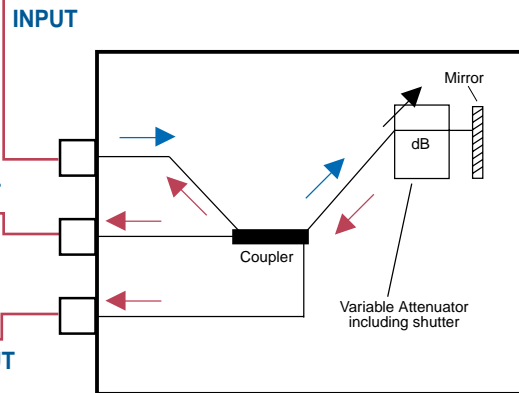 INPUT
Mirror
dB
Coupler
Variable Attenuator
including shutter